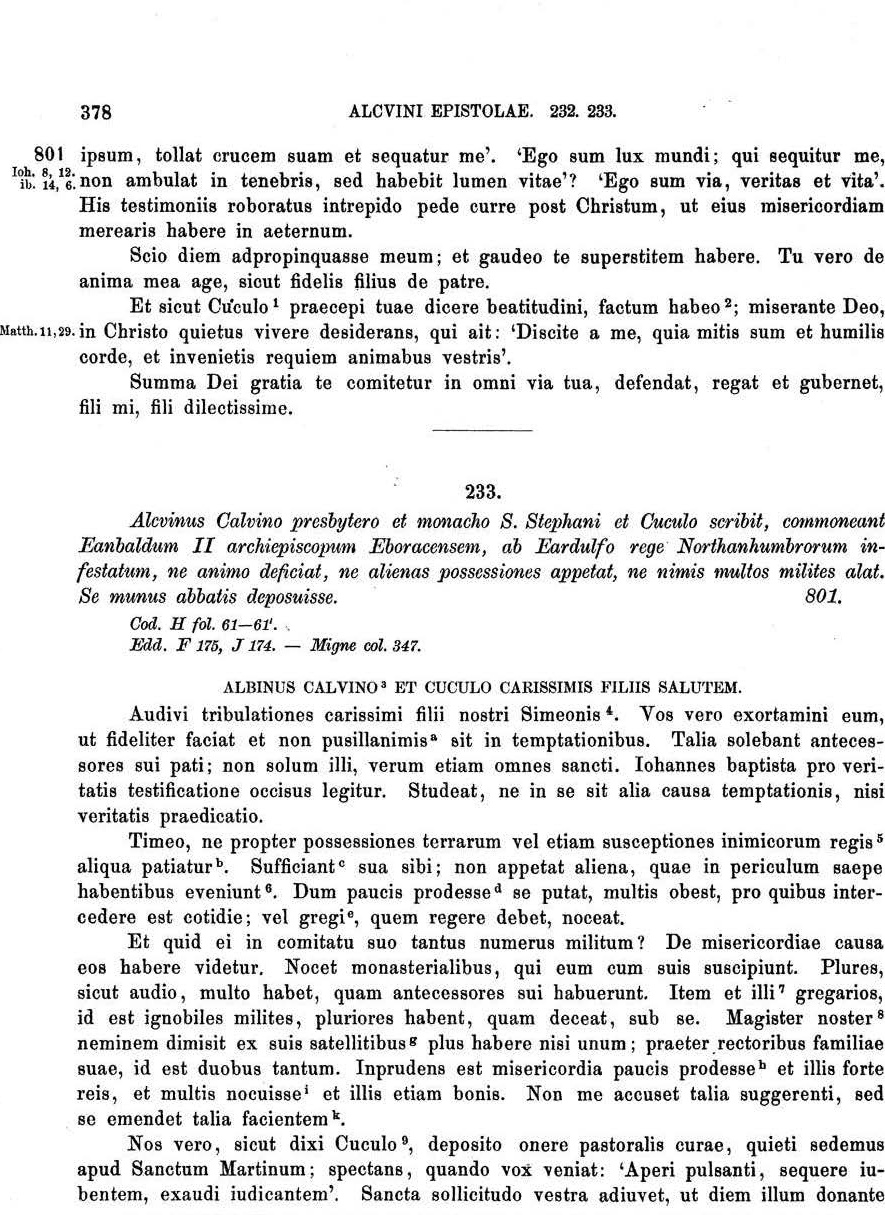 378 ALCVINI EPISTOLAE. 232. 233.
801 ipsum, tollat crucem suam et sequatur me’. ‘Ego sum lux mundi; qui sequitur me,
Ioh. 8, 12.
ib. 14, 6. non ambulat in tenebris, sed habebit lumen vitae’? ‘Ego sum via, veritas et vita’.
His testimoniis roboratus intrepido pede curre post Christum, ut eius misericordiam
merearis habere in aeternum.
Scio diem adpropinquasse meum; et gaudeo te superstitem habere. Tu vero de
anima mea age, sicut fidelis filius de patre.
Et sicut Cuculo ¹ praecepi tuae dicere beatitudini, factum habeo ²; miserante Deo,
Matth. 11, 29. in Christo quietus vivere desiderans, qui ait: ‘Discite a me, quia mitis sum et humilis
corde, et invenietis requiem animabus vestris’.
Summa Dei gratia te comitetur in omni via tua, defendat, regat et gubernet,
fili mi, fili dilectissime.
233.
Alcvinus Calvino presbytero et monacho S. Stephani et Cuculo scribit, commoneant
Eanbaldum II archiepiscopum Eboracensem, ab Eardulfo rege Northanhumbrorum in-
festatum, ne animo deficiat, ne alienas possessiones appetat, ne nimis multos milites alat.
Se munus abbatis deposuisse. 801.
Cod. H fol. 61—61'.
Edd. F 175, J 174. — Migne col. 347.
ALBINUS CALVINO ³ ET CUCULO CARISSIMIS FILIIS SALUTEM.
Audivi tribulationes carissimi filii nostri Simeonis ⁴. Vos vero exortamini eum,
ut fideliter faciat et non pusillanimis ᵃ sit in temptationibus. Talia solebant anteces-
sores sui pati; non solum illi, verum etiam omnes sancti. Iohannes baptista pro veri-
tatis testificatione occisus legitur. Studeat, ne in se sit alia causa temptationis, nisi
veritatis praedicatio.
Timeo, ne propter possessiones terrarum vel etiam susceptiones inimicorum regis ⁵
aliqua patiatur ᵇ. Sufficiant ᶜ sua sibi; non appetat aliena, quae in periculum saepe
habentibus eveniunt ⁶. Dum paucis prodesse ᵈ se putat, multis obest, pro quibus inter-
cedere est cotidie; vel gregi ᵉ, quem regere debet, noceat.
Et quid ei in comitatu suo tantus numerus militum? De misericordiae causa
eos habere videtur. Nocet monasterialibus, qui eum cum suis suscipiunt. Plures,
sicut audio, multo habet, quam antecessores sui habuerunt. Item et illi ⁷ gregarios,
id est ignobiles milites, pluriores habent, quam deceat, sub se. Magister noster ⁸
neminem dimisit ex suis satellitibus ᵍ plus habere nisi unum; praeter rectoribus familiae
suae, id est duobus tantum. Inprudens est misericordia paucis prodesse ʰ et illis forte
reis, et multis nocuisse ⁱ et illis etiam bonis. Non me accuset talia suggerenti, sed
se emendet talia facientem ᵏ.
Nos vero, sicut dixi Cuculo ⁹, deposito onere pastoralis curae, quieti sedemus
apud Sanctum Martinum; spectans, quando vox veniat: ‘Aperi pulsanti, sequere iu-
bentem, exaudi iudicantem’. Sancta sollicitudo vestra adiuvet, ut diem illum donante